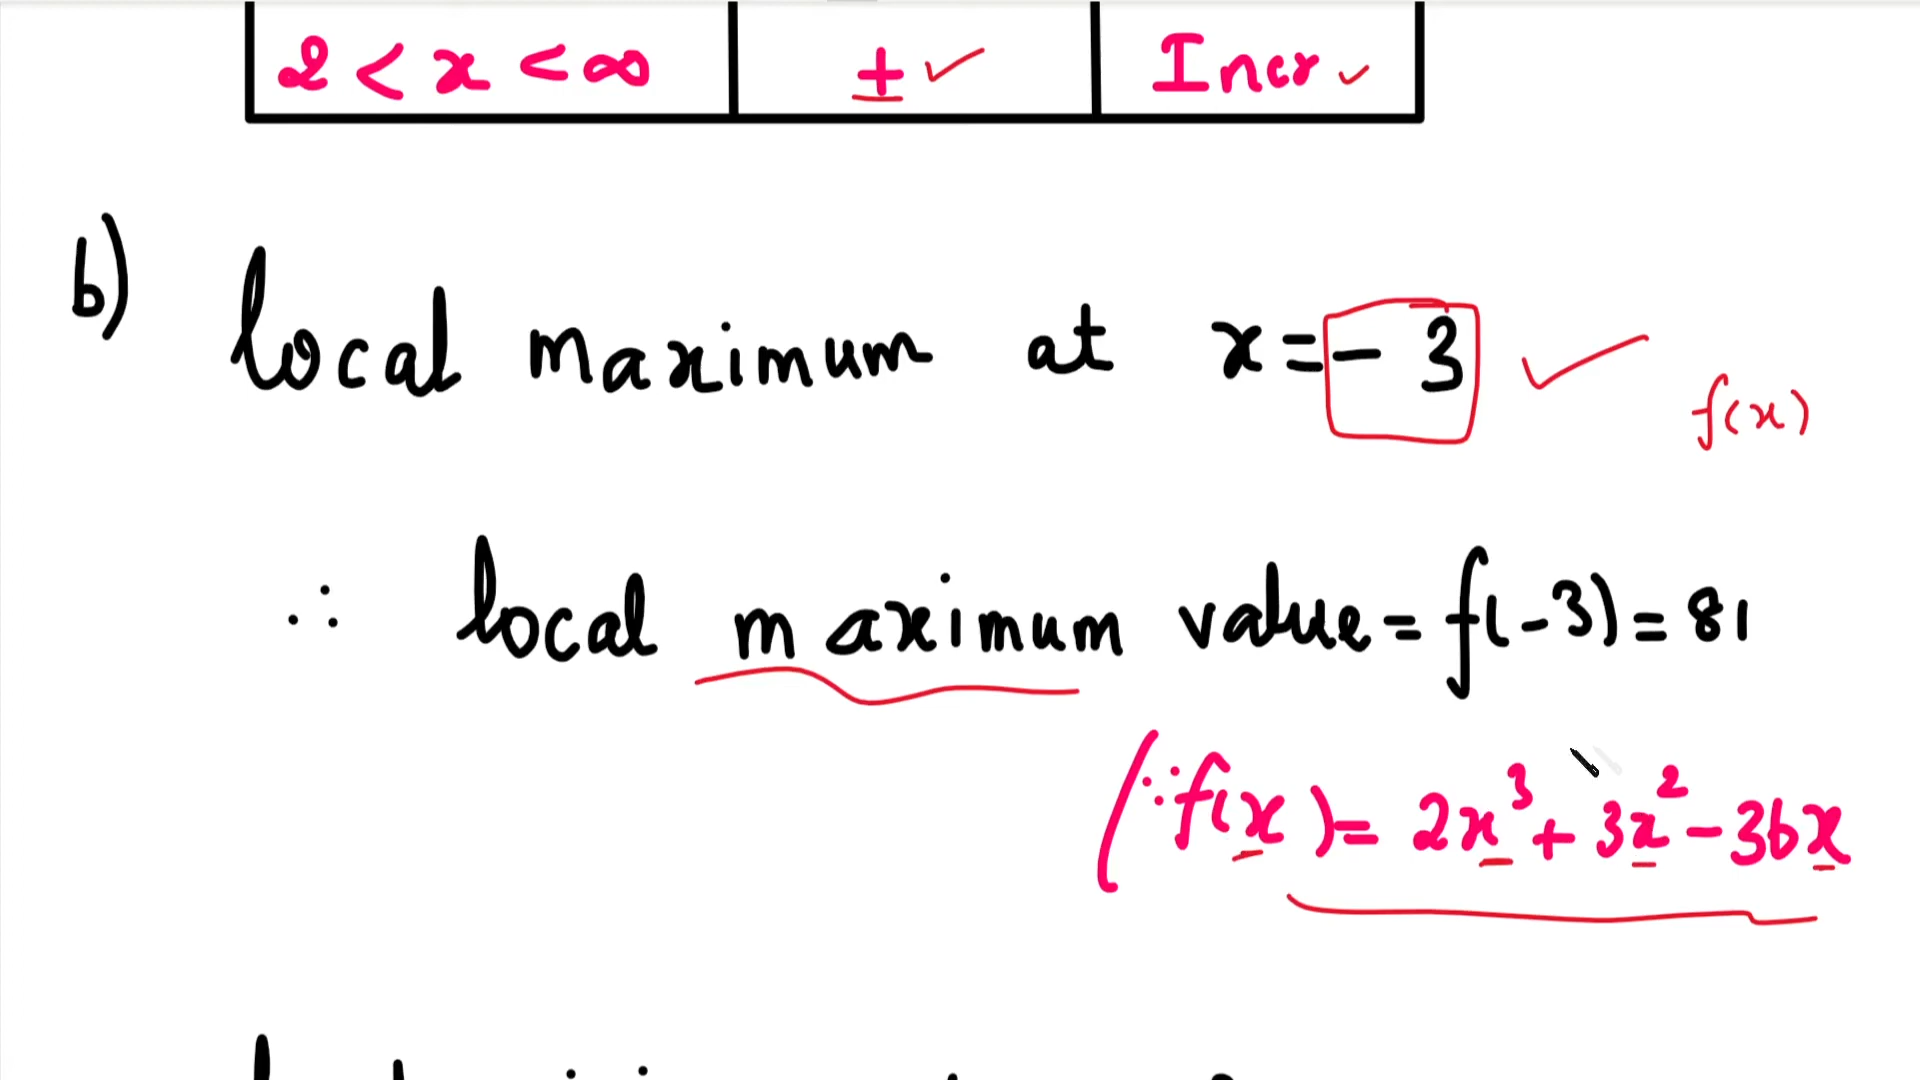 2 < x < ∞ + ✓ Incr ✓
b) local maximum at x = - 3 ✓
f(x)
∴ local maximum value = f(-3) = 81
(∵ f(x) = 2x³ + 3x² - 36x